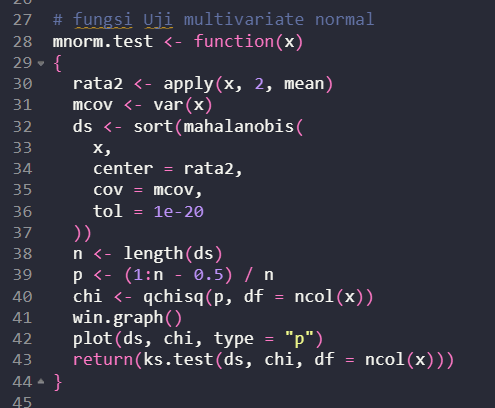 27 # fungsi Uji multivariate normal
28 mnorm.test <- function(x)
29 {
30   rata2 <- apply(x, 2, mean)
31   mcov <- var(x)
32   ds <- sort(mahalanobis(
33     x,
34     center = rata2,
35     cov = mcov,
36     tol = 1e-20
37   ))
38   n <- length(ds)
39   p <- (1:n - 0.5) / n
40   chi <- qchisq(p, df = ncol(x))
41   win.graph()
42   plot(ds, chi, type = "p")
43   return(ks.test(ds, chi, df = ncol(x)))
44 }
45